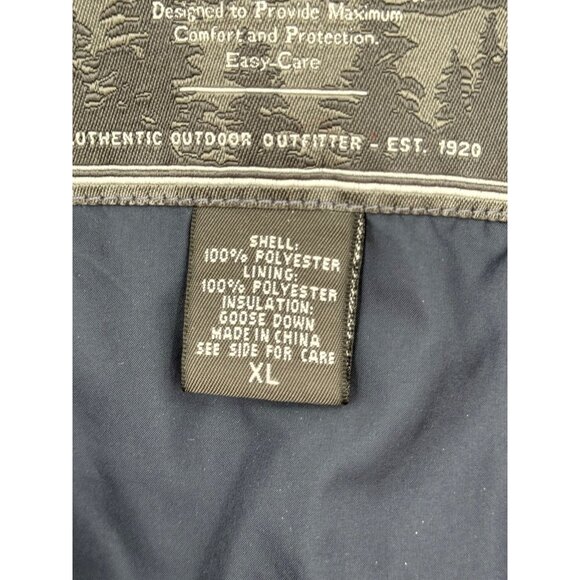 Designed to Provide Maximum
Comfort and Protection.
Easy-Care
AUTHENTIC OUTDOOR OUTFITTER - EST. 1920
SHELL:
100% POLYESTER
LINING:
100% POLYESTER
INSULATION:
GOOSE DOWN
MADE IN CHINA
SEE SIDE FOR CARE
XL